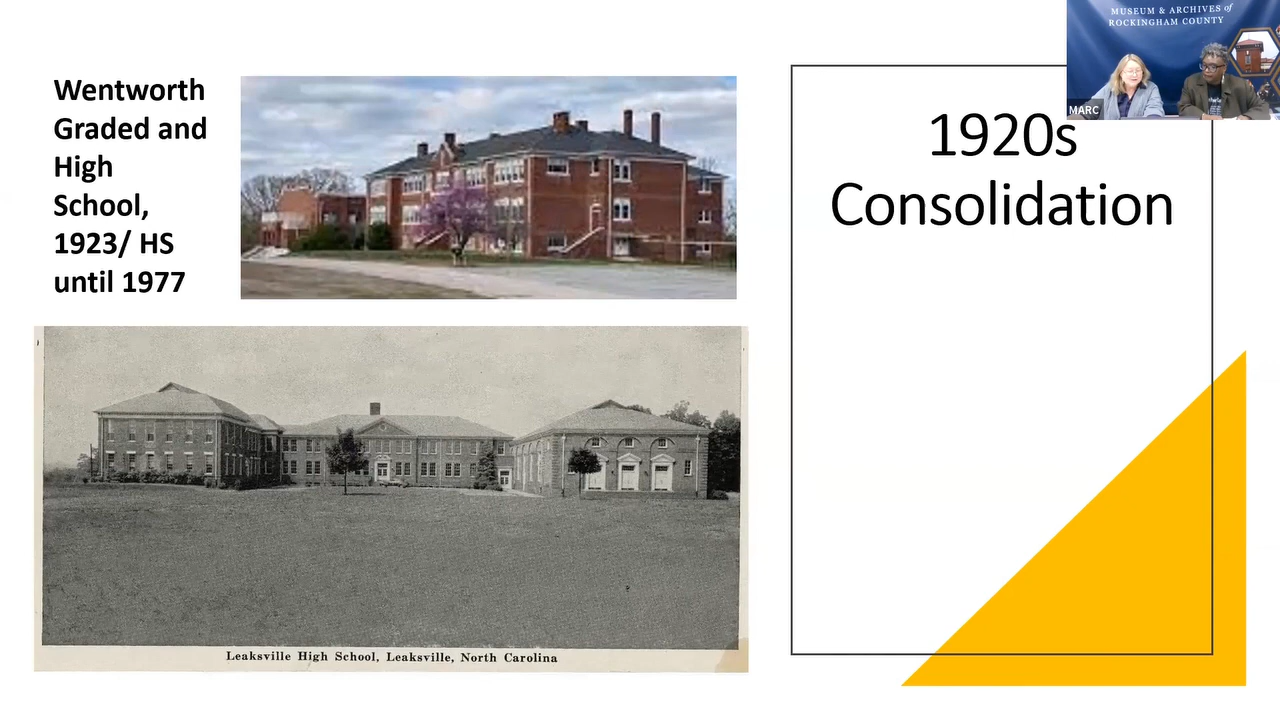 MUSEUM & ARCHIVES of
ROCKINGHAM COUNTY
MARC
Wentworth
Graded and
High
School,
1923/ HS
until 1977
1920s
Consolidation
Leaksville High School, Leaksville, North Carolina